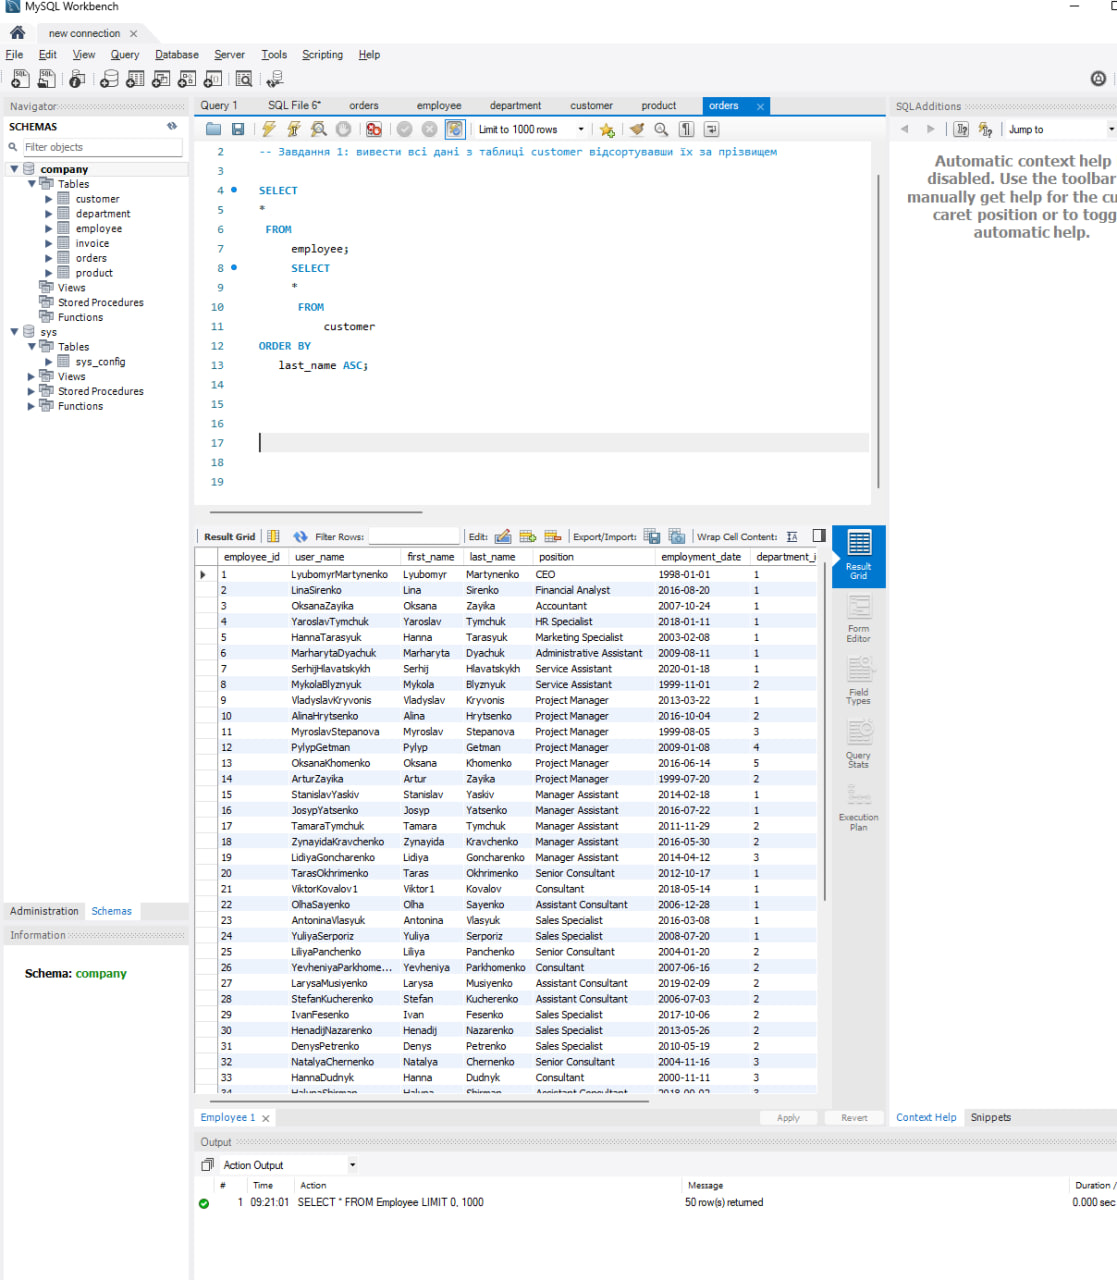 MySQL Workbench
new connection ×
File Edit View Query Database Server Tools Scripting Help
Navigator
SCHEMAS
Filter objects
company
Tables
customer
department
employee
invoice
orders
product
Views
Stored Procedures
Functions
sys
Tables
sys_config
Views
Stored Procedures
Functions
Administration Schemas
Information
Schema: company
Query 1 SQL File 6* orders employee department customer product orders ×
Limit to 1000 rows
2 -- Завдання 1: вивести всі дані з таблиці customer відсортувавши їх за прізвищем
3
4 SELECT
5 *
6 FROM
7 employee;
8 SELECT
9 *
10 FROM
11 customer
12 ORDER BY
13 last_name ASC;
14
15
16
17
18
19
Result Grid Filter Rows: Edit: Export/Import: Wrap Cell Content:
employee_id user_name first_name last_name position employment_date department_i
1 LyubomyrMartynenko Lyubomyr Martynenko CEO 1998-01-01 1
2 LinaSirenko Lina Sirenko Financial Analyst 2016-08-20 1
3 OksanaZayika Oksana Zayika Accountant 2007-10-24 1
4 YaroslavTymchuk Yaroslav Tymchuk HR Specialist 2018-01-11 1
5 HannaTarasyuk Hanna Tarasyuk Marketing Specialist 2003-02-08 1
6 MarharytaDyachuk Marharyta Dyachuk Administrative Assistant 2009-08-11 1
7 SerhijHlavatskykh Serhij Hlavatskykh Service Assistant 2020-01-18 1
8 MykolaBlyznyuk Mykola Blyznyuk Service Assistant 1999-11-01 2
9 VladyslavKryvonis Vladyslav Kryvonis Project Manager 2013-03-22 1
10 AlinaHrytsenko Alina Hrytsenko Project Manager 2016-10-04 2
11 MyroslavStepanova Myroslav Stepanova Project Manager 1999-08-05 3
12 PylypGetman Pylyp Getman Project Manager 2009-01-08 4
13 OksanaKhomenko Oksana Khomenko Project Manager 2016-06-14 5
14 ArturZayika Artur Zayika Project Manager 1999-07-20 2
15 StanislavYaskiv Stanislav Yaskiv Manager Assistant 2014-02-18 1
16 JosypYatsenko Josyp Yatsenko Manager Assistant 2016-07-22 1
17 TamaraTymchuk Tamara Tymchuk Manager Assistant 2011-11-29 2
18 ZynayidaKravchenko Zynayida Kravchenko Manager Assistant 2016-05-30 2
19 LidiyaGoncharenko Lidiya Goncharenko Manager Assistant 2014-04-12 3
20 TarasOkhrimenko Taras Okhrimenko Senior Consultant 2012-10-17 1
21 ViktorKovalov1 Viktor1 Kovalov Consultant 2018-05-14 1
22 OlhaSayenko Olha Sayenko Assistant Consultant 2006-12-28 1
23 AntoninaVlasyuk Antonina Vlasyuk Sales Specialist 2016-03-08 1
24 YuliyaSerporiz Yuliya Serporiz Sales Specialist 2008-07-20 1
25 LiliyaPanchenko Liliya Panchenko Senior Consultant 2004-01-20 2
26 YevheniyaParkhome... Yevheniya Parkhomenko Consultant 2007-06-16 2
27 LarysaMusiyenko Larysa Musiyenko Assistant Consultant 2019-02-09 2
28 StefanKucherenko Stefan Kucherenko Assistant Consultant 2006-07-03 2
29 IvanFesenko Ivan Fesenko Sales Specialist 2017-10-06 2
30 HenadijNazarenko Henadij Nazarenko Sales Specialist 2013-05-26 2
31 DenysPetrenko Denys Petrenko Sales Specialist 2010-05-19 2
32 NatalyaChernenko Natalya Chernenko Senior Consultant 2004-11-16 3
33 HannaDudnyk Hanna Dudnyk Consultant 2000-11-11 3
Result Grid
Form Editor
Field Types
Query Stats
Execution Plan
Employee 1 × Apply Revert
SQLAdditions
Jump to
Automatic context help
disabled. Use the toolbar
manually get help for the cu
caret position or to togg
automatic help.
Context Help Snippets
Output
Action Output
# Time Action Message Duration /
1 09:21:01 SELECT * FROM Employee LIMIT 0, 1000 50 row(s) returned 0.000 sec